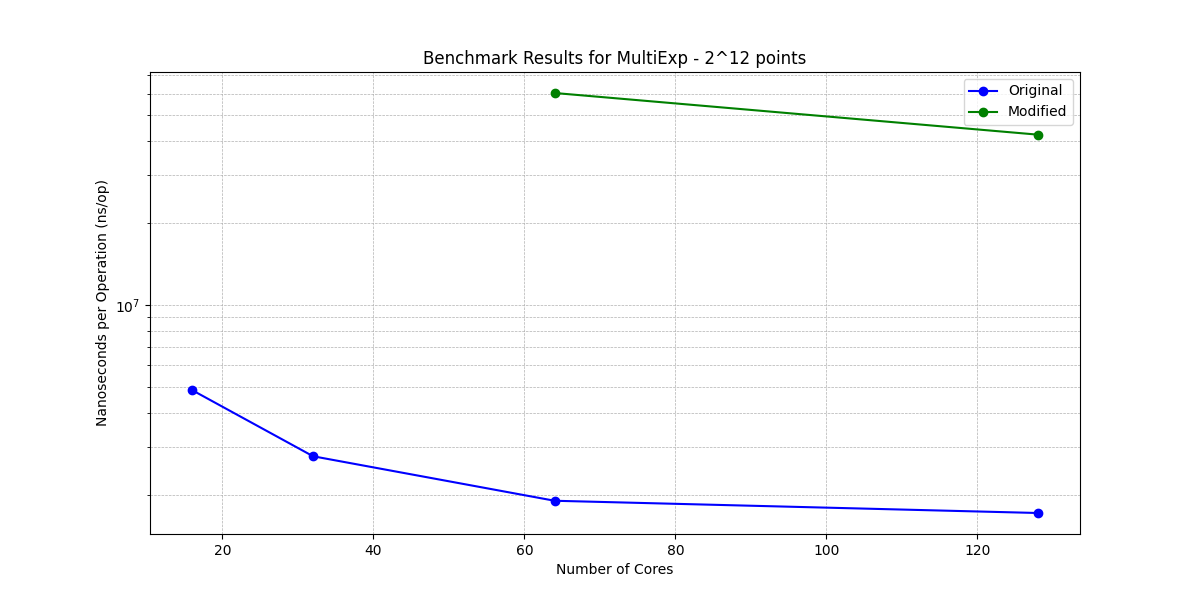 Benchmark Results for MultiExp - 2^12 points
Original
Modified
Nanoseconds per Operation (ns/op)
10^7
20 40 60 80 100 120
Number of Cores